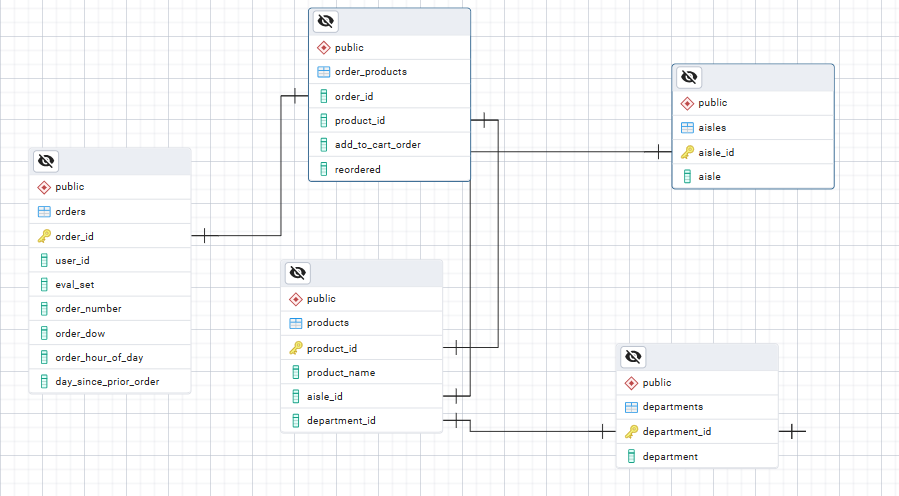 public
order_products
order_id
product_id
add_to_cart_order
reordered
public
aisles
aisle_id
aisle
public
orders
order_id
user_id
eval_set
order_number
order_dow
order_hour_of_day
day_since_prior_order
public
products
product_id
product_name
aisle_id
department_id
public
departments
department_id
department